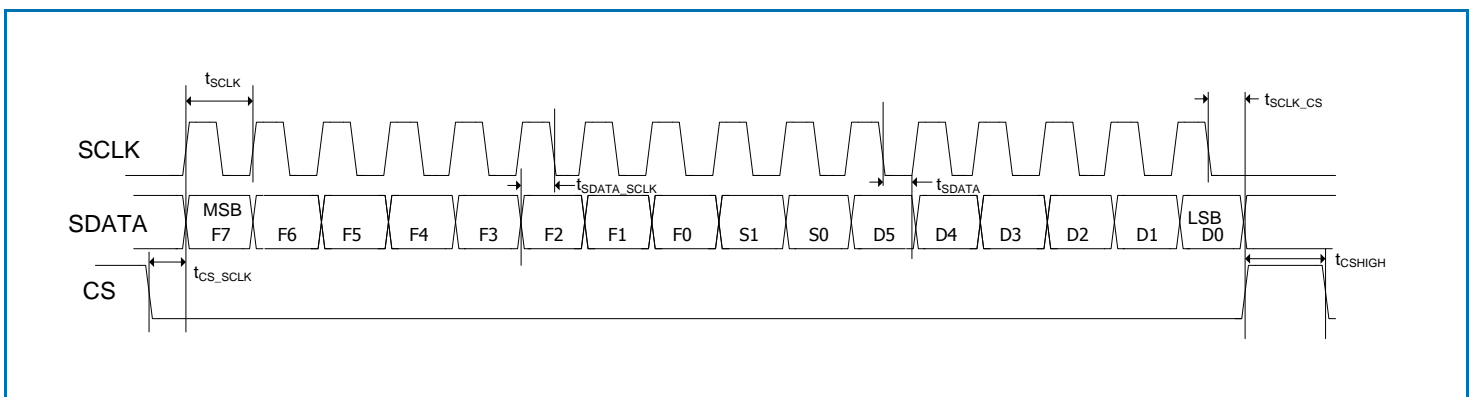 tSCLK
tSCLK_CS
SCLK
tSDATA_SCLK
tSDATA
SDATA
MSB
F7 F6 F5 F4 F3 F2 F1 F0 S1 S0 D5 D4 D3 D2 D1 D0
LSB
tCS_SCLK
tCSHIGH
CS